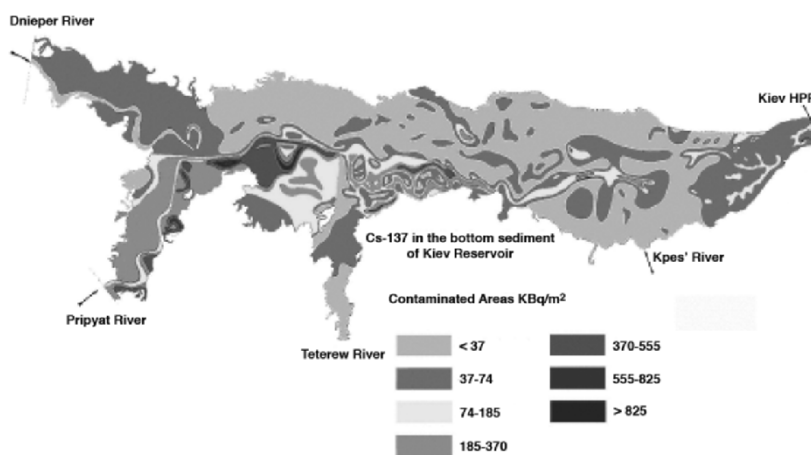 Dnieper River
Kiev HPP
Cs-137 in the bottom sediment
of Kiev Reservoir
Kpes' River
Contaminated Areas KBq/m²
Pripyat River
Teterew River
< 37
370-555
37-74
555-825
74-185
> 825
185-370